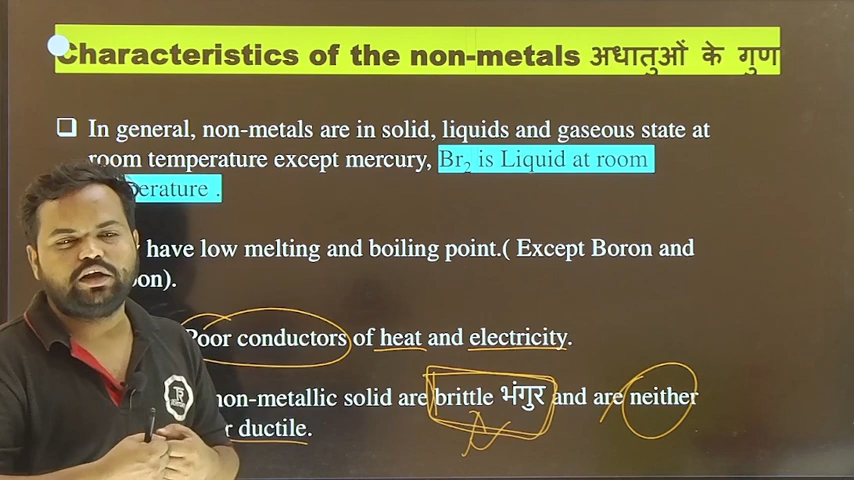 Characteristics of the non-metals अधातुओं के गुण
In general, non-metals are in solid, liquids and gaseous state at
room temperature except mercury, Br₂ is Liquid at room
perature .
have low melting and boiling point.( Except Boron and
on).
Poor conductors of heat and electricity.
non-metallic solid are brittle भंगुर and are neither
r ductile.